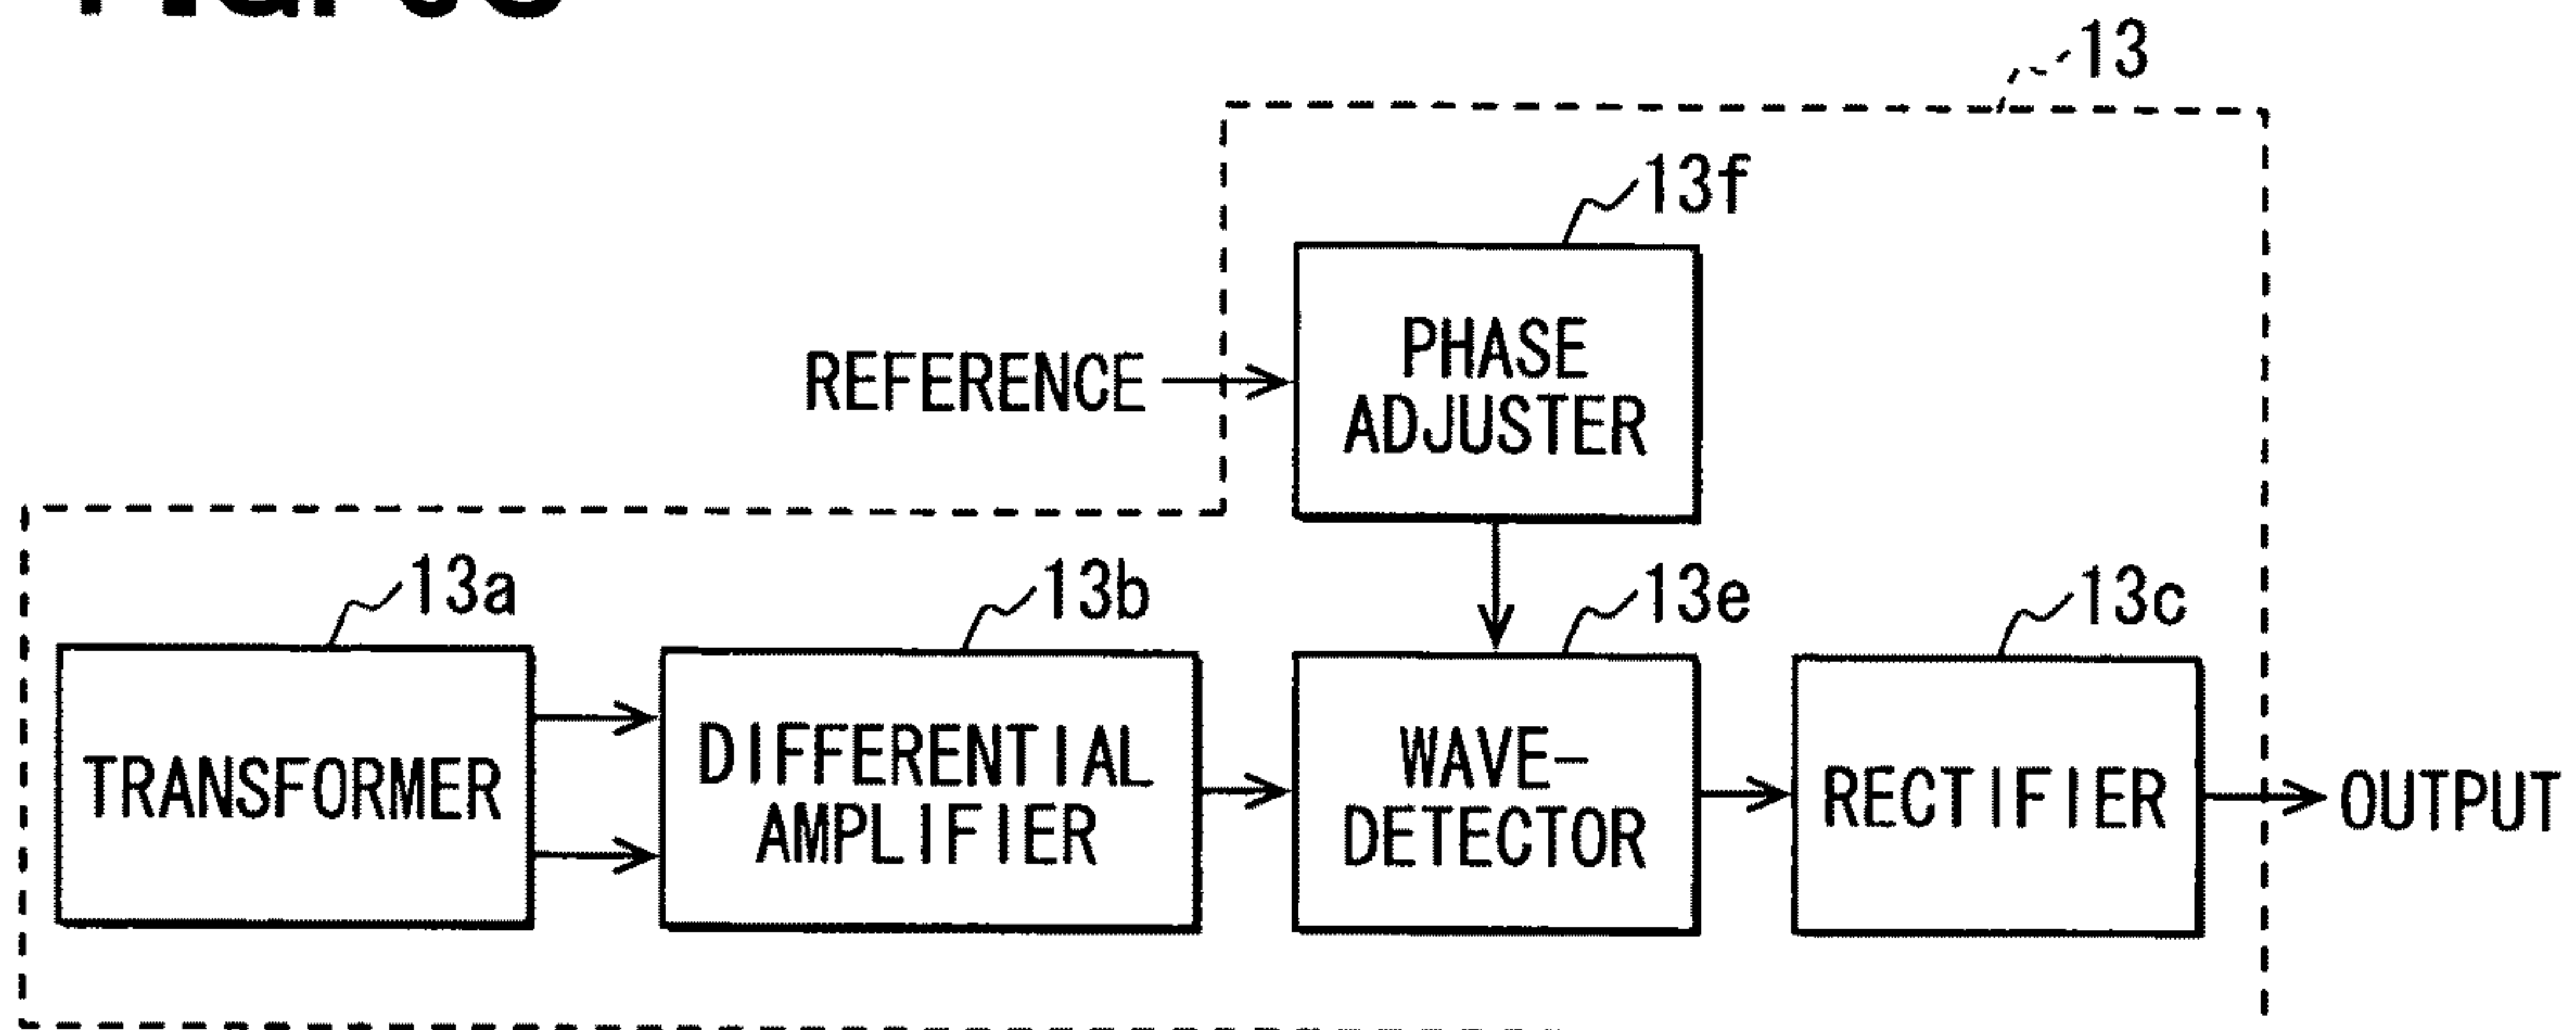 13
13f
PHASE
ADJUSTER
REFERENCE
13a
13b
13e
13c
TRANSFORMER
DIFFERENTIAL
AMPLIFIER
WAVE-
DETECTOR
RECTIFIER
OUTPUT